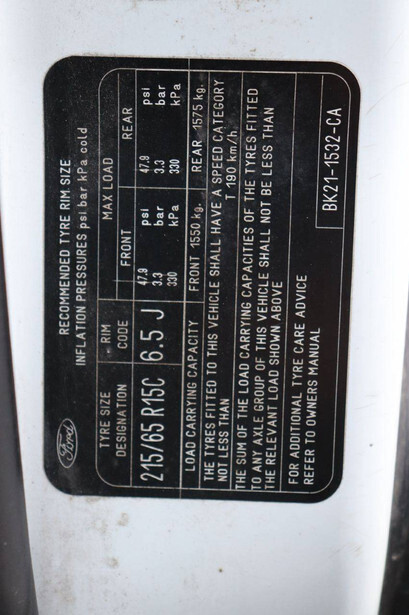 Ford
RECOMMENDED TYRE RIM SIZE
INFLATION PRESSURES psi bar kPa cold
TYRE SIZE DESIGNATION
RIM CODE
MAX LOAD
FRONT
REAR
215/65 R15C
6.5 J
47.9 psi
3.3 bar
330 kPa
47.9 psi
3.3 bar
330 kPa
LOAD CARRYING CAPACITY FRONT 1550 kg. REAR 1575 kg.
THE TYRES FITTED TO THIS VEHICLE SHALL HAVE A SPEED CATEGORY
NOT LESS THAN T 190 km/h
THE SUM OF THE LOAD CARRYING CAPACITIES OF THE TYRES FITTED
TO ANY AXLE GROUP OF THIS VEHICLE SHALL NOT BE LESS THAN
THE RELEVANT LOAD SHOWN ABOVE
FOR ADDITIONAL TYRE CARE ADVICE
REFER TO OWNERS MANUAL
BK21-1532-CA